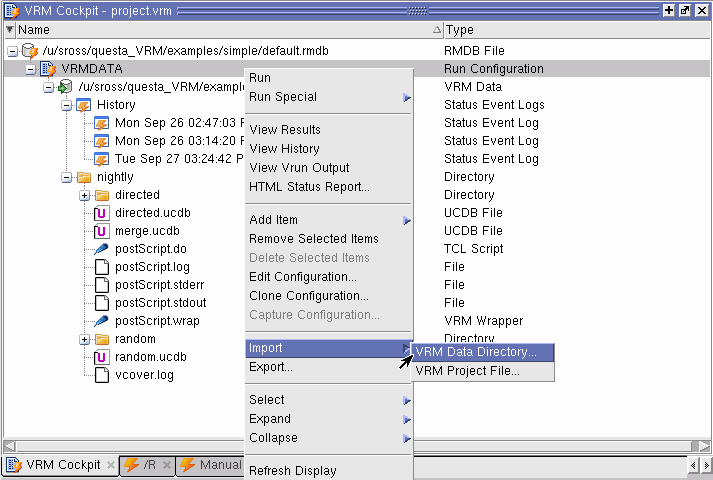 VRM Cockpit - project.vrm
Name Type
/u/sross/questa_VRM/examples/simple/default.rmdb RMDB File
VRMDATA Run Configuration
/u/sross/questa_VRM/exampl VRM Data
History Status Event Logs
Mon Sep 26 02:47:03 P Status Event Log
Mon Sep 26 03:14:20 P Status Event Log
Tue Sep 27 03:24:42 P Status Event Log
nightly Directory
directed Directory
directed.ucdb UCDB File
merge.ucdb UCDB File
postScript.do TCL Script
postScript.log File
postScript.stderr File
postScript.stdout File
postScript.wrap VRM Wrapper
random Directory
random.ucdb
vcover.log
Run
Run Special
View Results
View History
View Vrun Output
HTML Status Report...
Add Item
Remove Selected Items
Delete Selected Items
Edit Configuration...
Clone Configuration...
Capture Configuration...
Import
Export...
Select
Expand
Collapse
Refresh Display
VRM Data Directory...
VRM Project File...
VRM Cockpit /R Manual